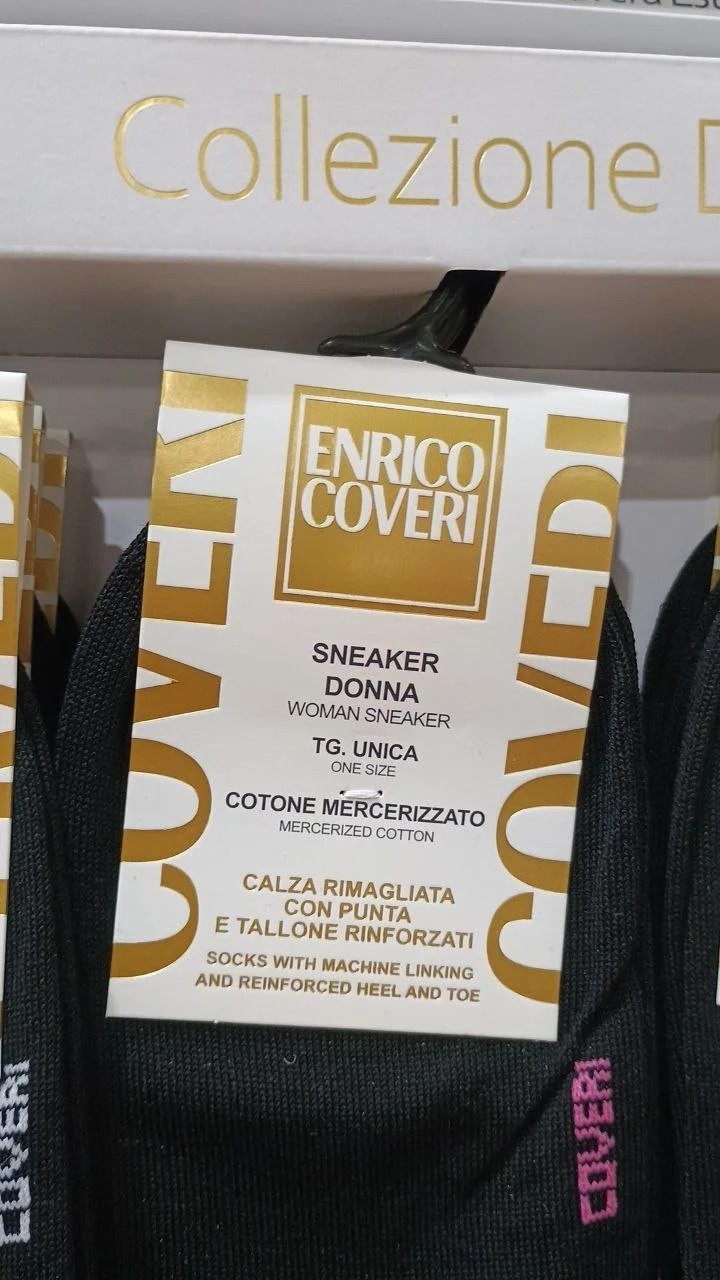 Collezione
ENRICO
COVERI
COVERI
COVERI
SNEAKER
DONNA
WOMAN SNEAKER
TG. UNICA
ONE SIZE
COTONE MERCERIZZATO
MERCERIZED COTTON
CALZA RIMAGLIATA
CON PUNTA
E TALLONE RINFORZATI
SOCKS WITH MACHINE LINKING
AND REINFORCED HEEL AND TOE
COVERI
COVERI